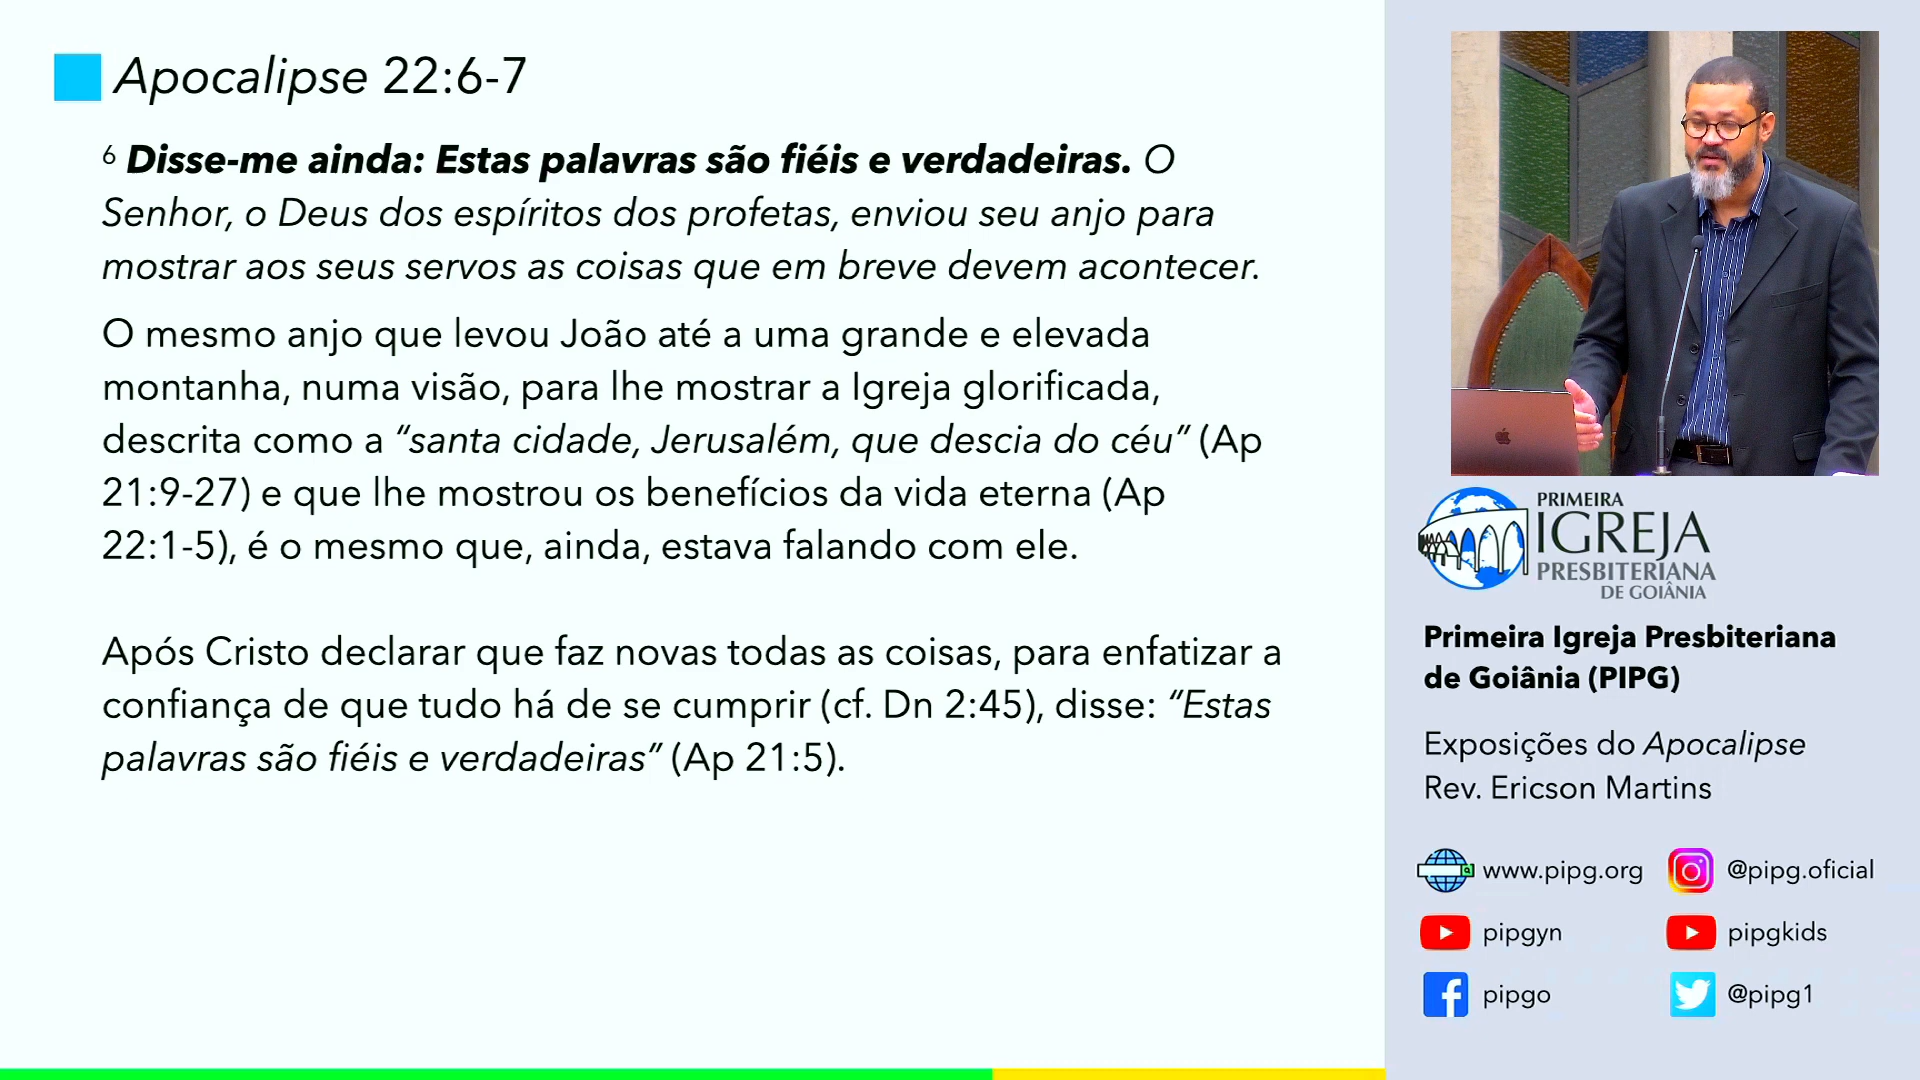 Apocalipse 22:6-7
6 Disse-me ainda: Estas palavras são fiéis e verdadeiras. O
Senhor, o Deus dos espíritos dos profetas, enviou seu anjo para
mostrar aos seus servos as coisas que em breve devem acontecer.
O mesmo anjo que levou João até a uma grande e elevada
montanha, numa visão, para lhe mostrar a Igreja glorificada,
descrita como a “santa cidade, Jerusalém, que descia do céu” (Ap
21:9-27) e que lhe mostrou os benefícios da vida eterna (Ap
22:1-5), é o mesmo que, ainda, estava falando com ele.
Após Cristo declarar que faz novas todas as coisas, para enfatizar a
confiança de que tudo há de se cumprir (cf. Dn 2:45), disse: “Estas
palavras são fiéis e verdadeiras” (Ap 21:5).
PRIMEIRA
IGREJA
PRESBITERIANA
DE GOIÂNIA
Primeira Igreja Presbiteriana
de Goiânia (PIPG)
Exposições do Apocalipse
Rev. Ericson Martins
www.pipg.org
@pipg.oficial
pipgyn
pipgkids
pipgo
@pipg1